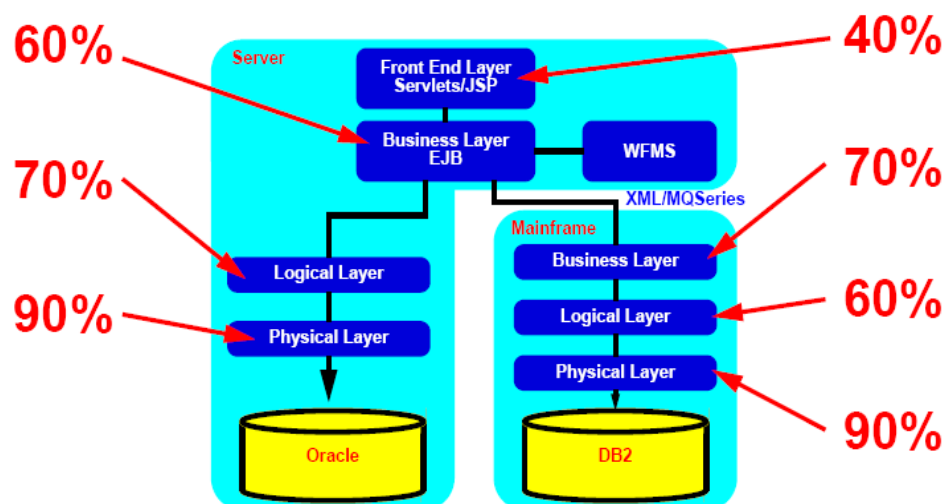 60%
40%
Server
Front End Layer
Servlets/JSP
Business Layer
EJB
WFMS
70%
70%
XML/MQSeries
Mainframe
Logical Layer
Business Layer
90%
60%
Physical Layer
Logical Layer
Physical Layer
90%
Oracle
DB2